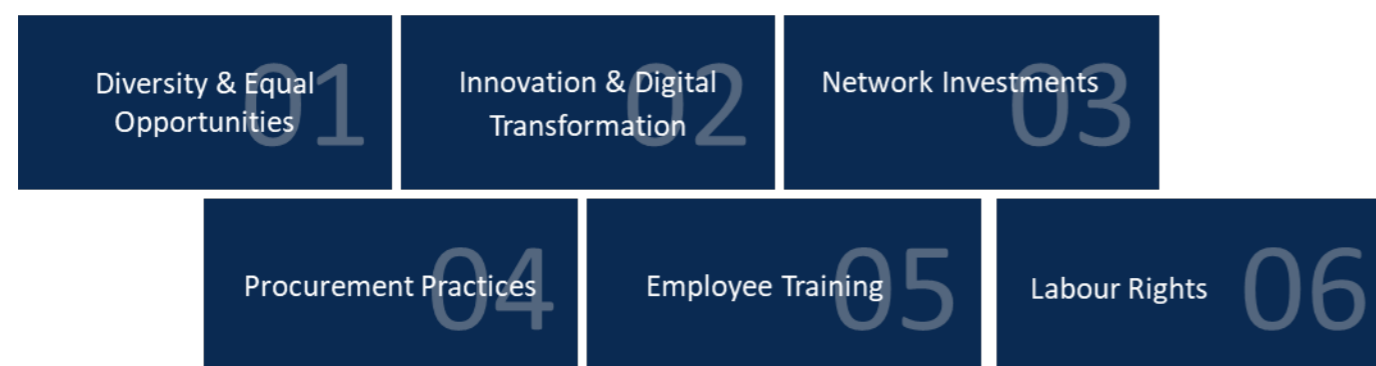 01
Diversity & Equal
Opportunities
02
Innovation & Digital
Transformation
03
Network Investments
04
Procurement Practices
05
Employee Training
06
Labour Rights